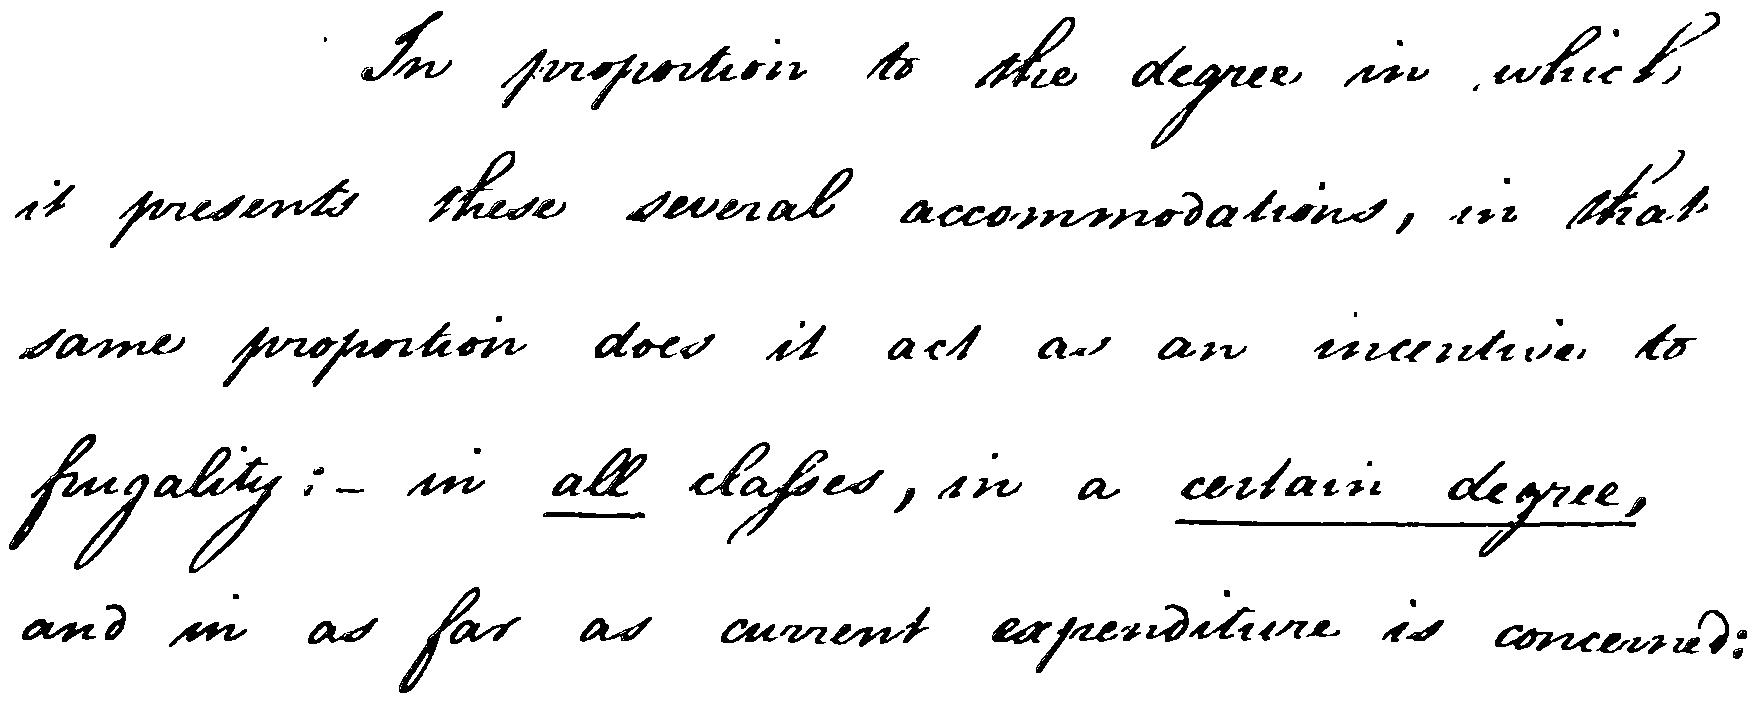 In proportion to the degree in which
it presents these several accommodations, in that
same proportion does it act as an incentive to
frugality:- in all claſses, in a certain degree,
and in as far as current expenditure is concerned: